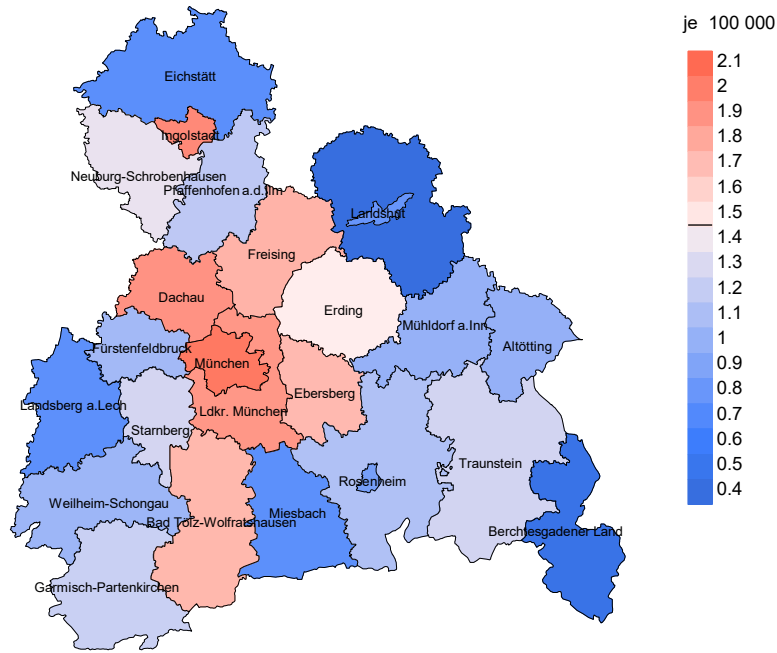 je 100 000
2.1
2
1.9
1.8
1.7
1.6
1.5
1.4
1.3
1.2
1.1
1
0.9
0.8
0.7
0.6
0.5
0.4
Eichstätt
Ingolstadt
Neuburg-Schrobenhausen
Pfaffenhofen a.d.Ilm
Landshut
Freising
Dachau
Erding
Mühldorf a.Inn
Altötting
Fürstenfeldbruck
München
Ebersberg
Landsberg a.Lech
Ldkr. München
Starnberg
Traunstein
Rosenheim
Weilheim-Schongau
Miesbach
Bad Tölz-Wolfratshausen
Berchtesgadener Land
Garmisch-Partenkirchen